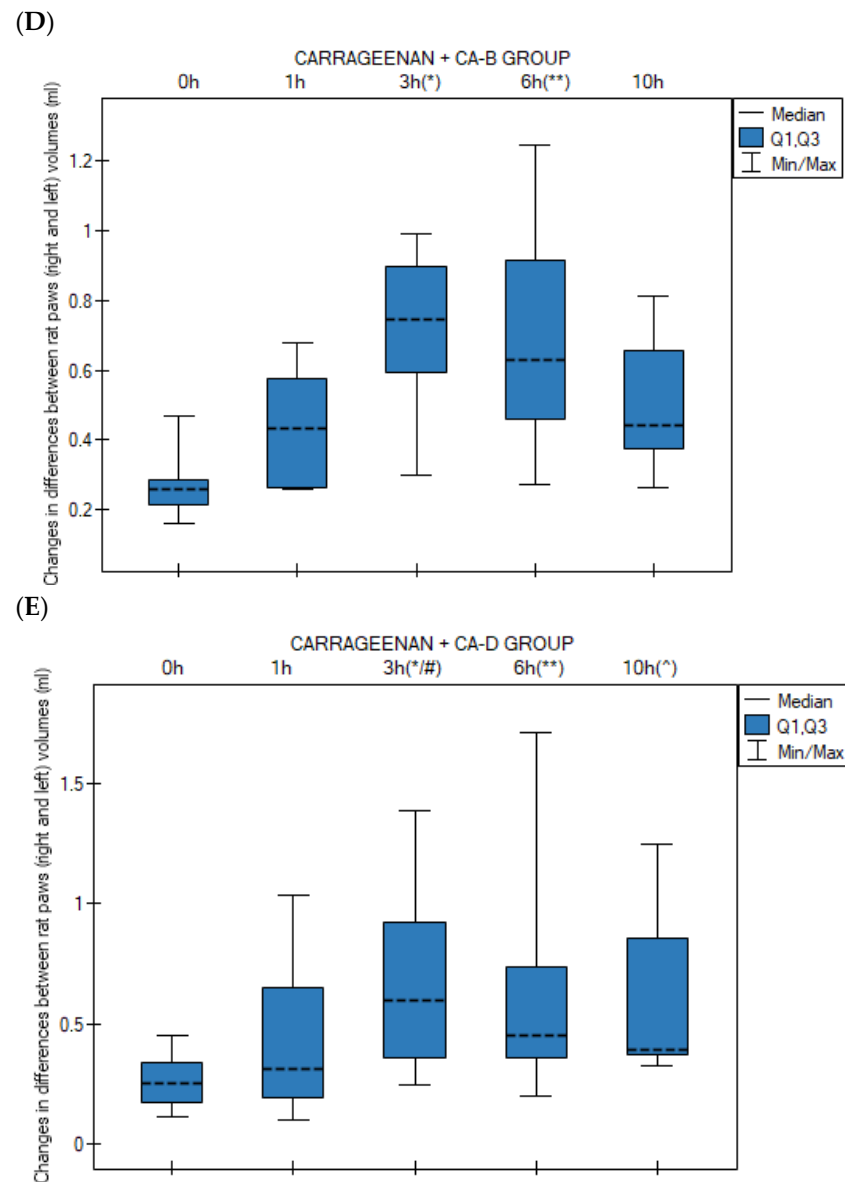 (D)
CARRAGEENAN + CA-B GROUP
0h 1h 3h(*) 6h(**) 10h
Changes in differences between rat paws (right and left) volumes (ml)
1.2
1
0.8
0.6
0.4
0.2
Median
Q1,Q3
Min/Max
(E)
CARRAGEENAN + CA-D GROUP
0h 1h 3h(*/#) 6h(**) 10h(^)
Changes in differences between rat paws (right and left) volumes (ml)
1.5
1
0.5
0
Median
Q1,Q3
Min/Max